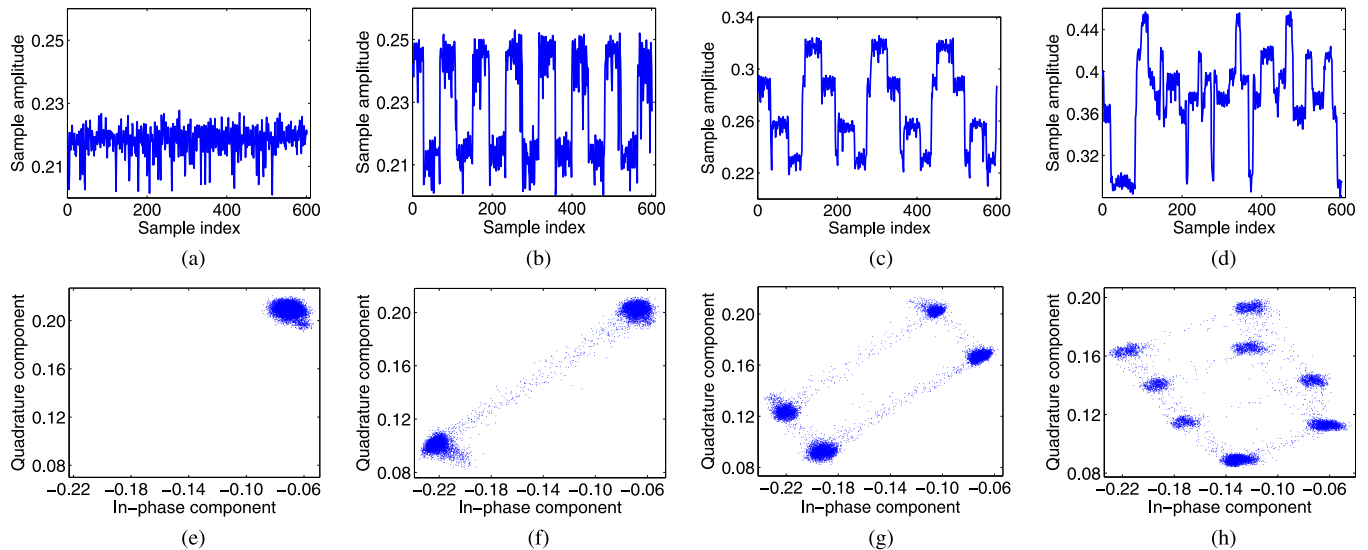 Sample amplitude
0.25
0.23
0.21
0 200 400 600
Sample index
(a)
Sample amplitude
0.25
0.23
0.21
0 200 400 600
Sample index
(b)
Sample amplitude
0.34
0.3
0.26
0.22
0 200 400 600
Sample index
(c)
Sample amplitude
0.44
0.4
0.36
0.32
0 200 400 600
Sample index
(d)
Quadrature component
0.20
0.16
0.12
0.08
−0.22 −0.18 −0.14 −0.10 −0.06
In−phase component
(e)
Quadrature component
0.20
0.16
0.12
0.08
−0.22 −0.18 −0.14 −0.10 −0.06
In−phase component
(f)
Quadrature component
0.20
0.16
0.12
0.08
−0.22 −0.18 −0.14 −0.10 −0.06
In−phase component
(g)
Quadrature component
0.20
0.16
0.12
0.08
−0.22 −0.18 −0.14 −0.10 −0.06
In−phase component
(h)